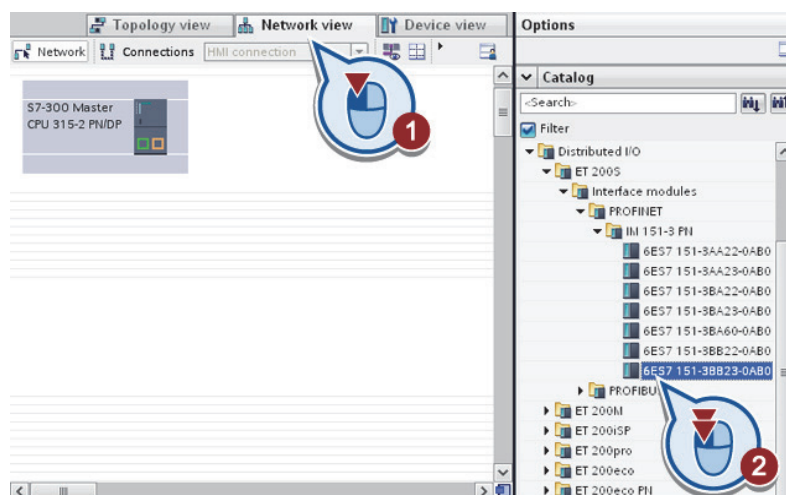 Topology view
Network view
Device view
Options
Network
Connections
HMI connection
Catalog
S7-300 Master
CPU 315-2 PN/DP
<Search>
1
Filter
Distributed I/O
ET 200S
Interface modules
PROFINET
IM 151-3 PN
6ES7 151-3AA22-0AB0
6ES7 151-3AA23-0AB0
6ES7 151-3BA22-0AB0
6ES7 151-3BA23-0AB0
6ES7 151-3BA60-0AB0
6ES7 151-3BB22-0AB0
6ES7 151-3BB23-0AB0
PROFIBU
ET 200M
ET 200iSP
ET 200pro
2
ET 200eco
ET 200eco PN